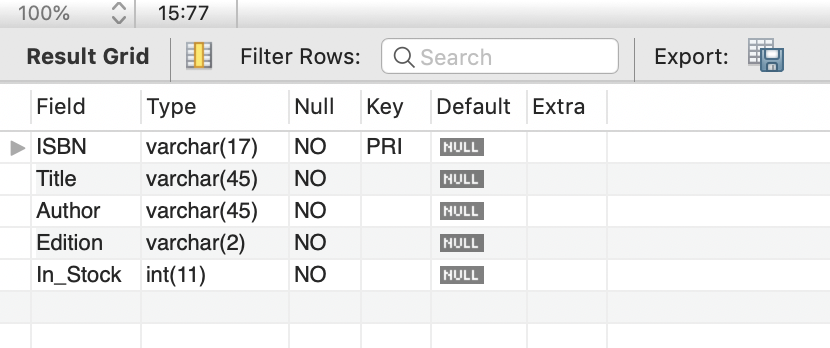 100% 15:77
Result Grid Filter Rows: Search Export:
Field Type Null Key Default Extra
ISBN varchar(17) NO PRI NULL
Title varchar(45) NO NULL
Author varchar(45) NO NULL
Edition varchar(2) NO NULL
In_Stock int(11) NO NULL